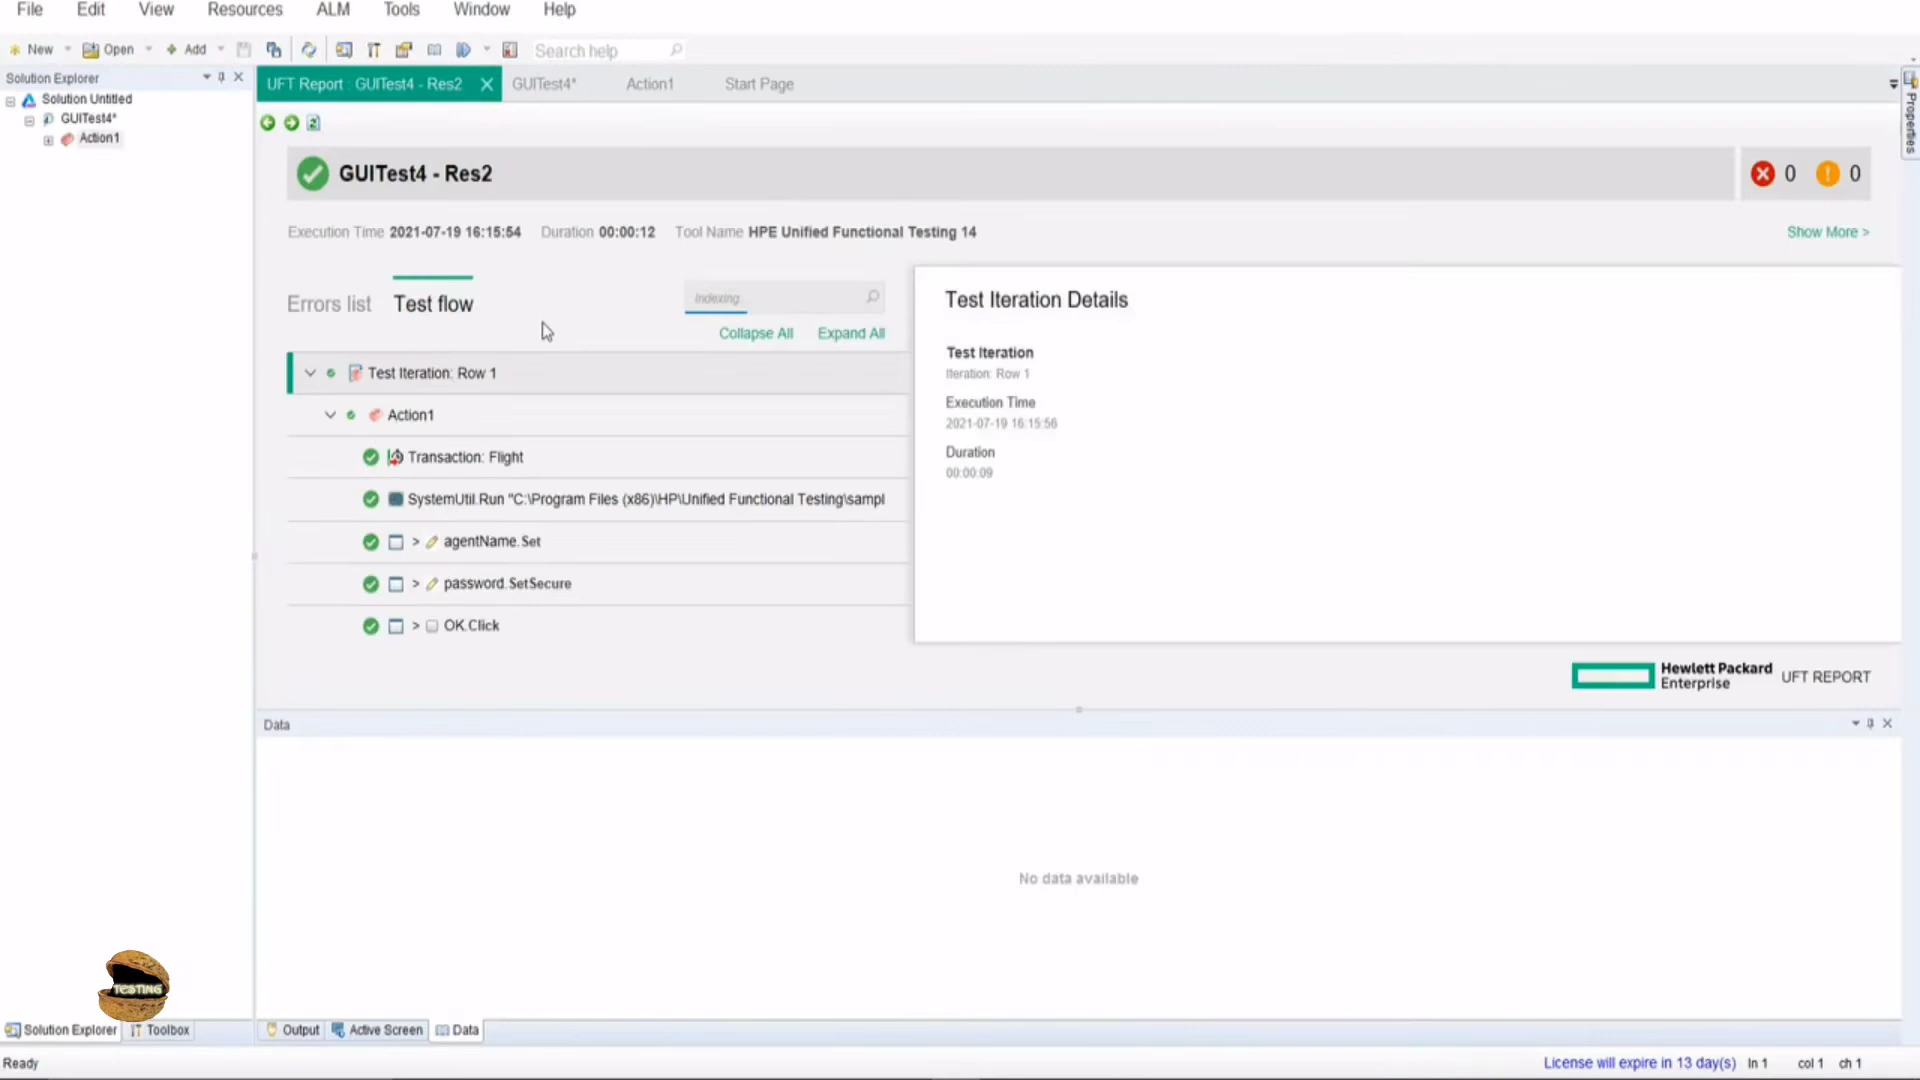 File Edit View Resources ALM Tools Window Help
New Open Add Search help
Solution Explorer
UFT Report : GUITest4 - Res2 GUITest4* Action1 Start Page
Solution Untitled
GUITest4*
Action1
Properties
GUITest4 - Res2
0 0
Execution Time 2021-07-19 16:15:54 Duration 00:00:12 Tool Name HPE Unified Functional Testing 14
Show More >
Errors list Test flow
Indexing
Collapse All Expand All
Test Iteration: Row 1
Action1
Transaction: Flight
SystemUtil.Run "C:\Program Files (x86)\HP\Unified Functional Testing\sampl
> agentName.Set
> password.SetSecure
> OK.Click
Test Iteration Details
Test Iteration
Iteration: Row 1
Execution Time
2021-07-19 16:15:56
Duration
00:00:09
Hewlett Packard
Enterprise
UFT REPORT
Data
No data available
TESTING
Solution Explorer Toolbox
Output Active Screen Data
Ready
License will expire in 13 day(s) ln 1 col 1 ch 1